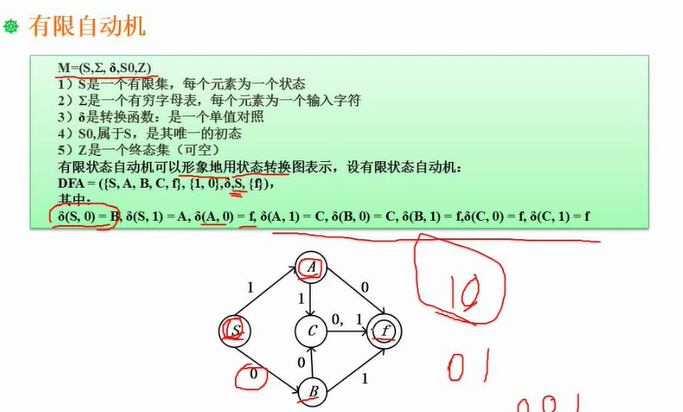 有限自动机
M=(S,Σ, δ,S0,Z)
1）S是一个有限集，每个元素为一个状态
2）Σ是一个有穷字母表，每个元素为一个输入字符
3）δ是转换函数：是一个单值对照
4）S0,属于S，是其唯一的初态
5）Z是一个终态集（可空）
有限状态自动机可以形象地用状态转换图表示，设有限状态自动机：
DFA = ({S, A, B, C, f}, {1, 0},δ,S, {f})，
其中：
δ(S, 0) = B, δ(S, 1) = A, δ(A, 0) = f, δ(A, 1) = C, δ(B, 0) = C, δ(B, 1) = f,δ(C, 0) = f, δ(C, 1) = f
A
1
0
1
10
S
C
0, 1
f
0
0
1
01
B
001